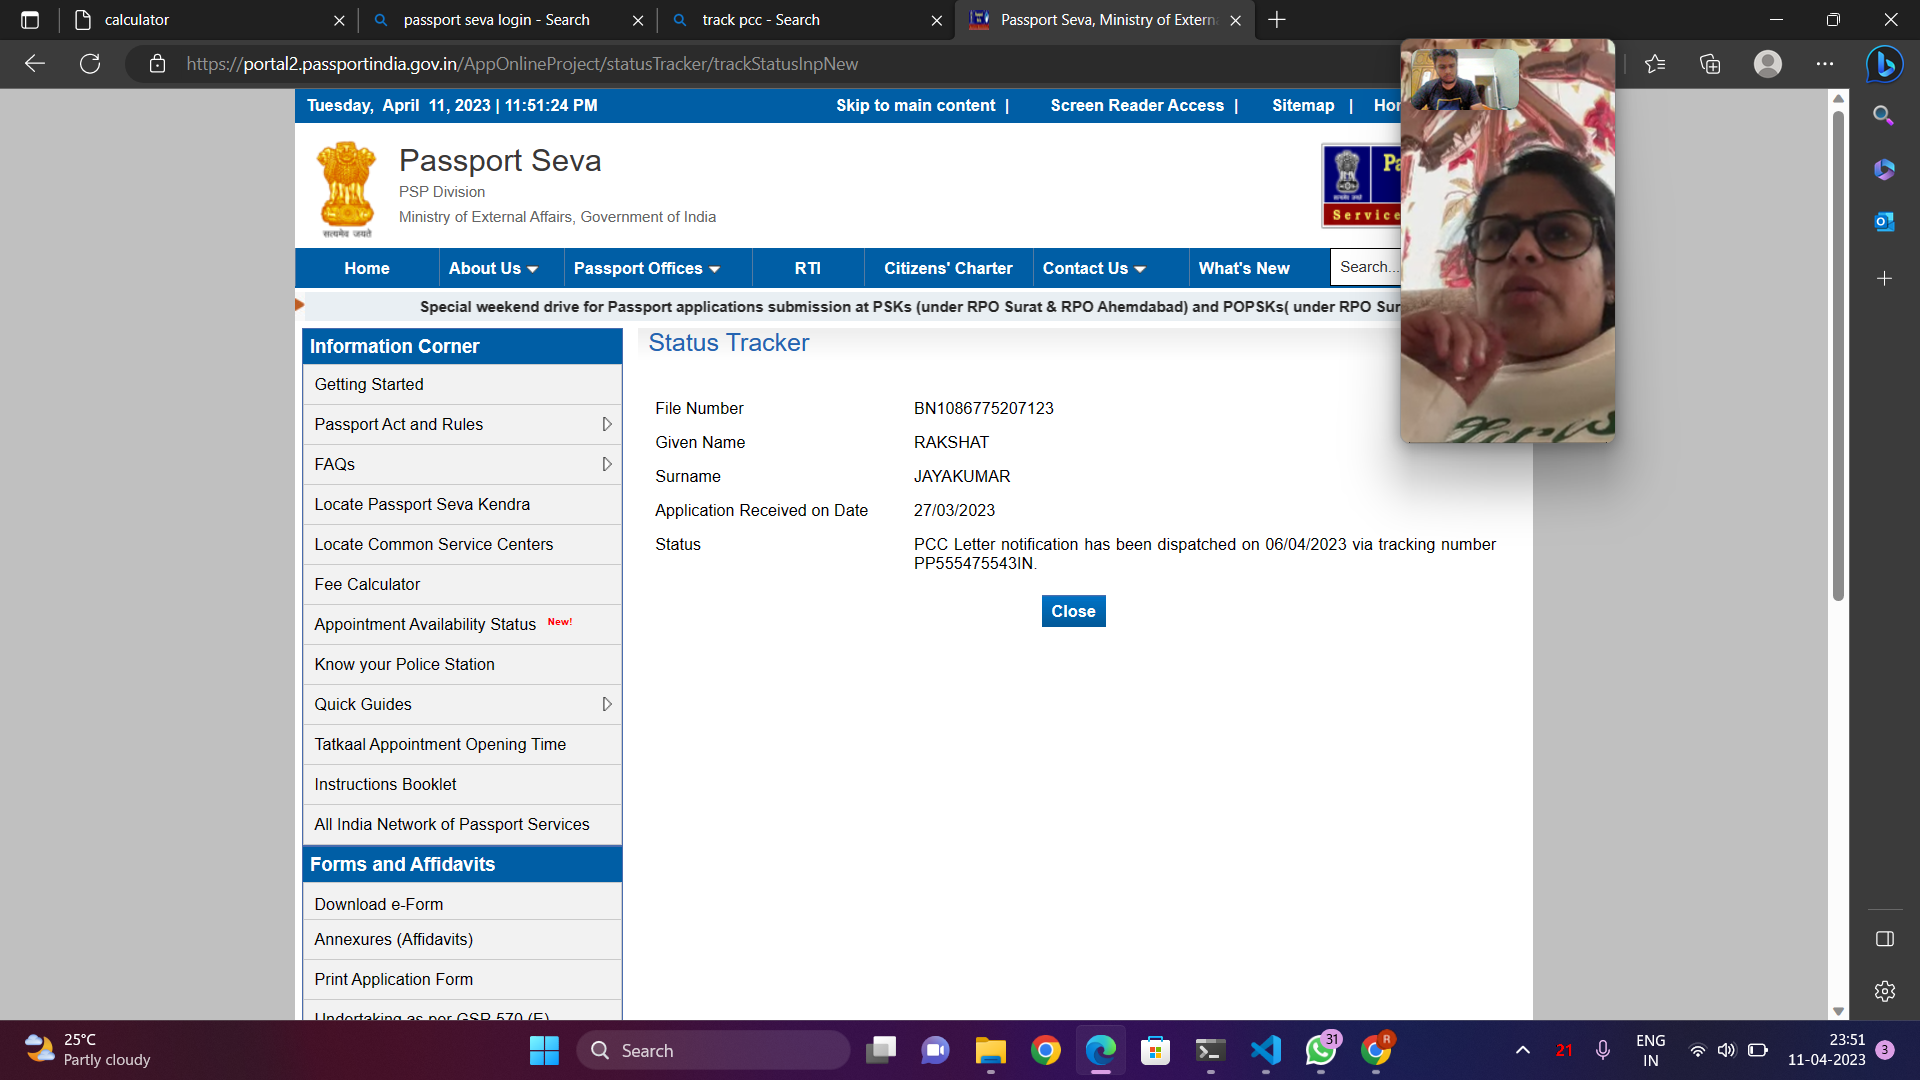 calculator
passport seva login - Search
track pcc - Search
Passport Seva, Ministry of Extern
https://portal2.passportindia.gov.in/AppOnlineProject/statusTracker/trackStatusInpNew
Tuesday, April 11, 2023 | 11:51:24 PM
Skip to main content |
Screen Reader Access |
Sitemap |
सत्यमेव जयते
Passport Seva
PSP Division
Ministry of External Affairs, Government of India
Service
Home
About Us
Passport Offices
RTI
Citizens' Charter
Contact Us
What's New
Search...
Special weekend drive for Passport applications submission at PSKs (under RPO Surat & RPO Ahemdabad) and POPSKs( under RPO Sur
Information Corner
Getting Started
Passport Act and Rules
FAQs
Locate Passport Seva Kendra
Locate Common Service Centers
Fee Calculator
Appointment Availability Status New!
Know your Police Station
Quick Guides
Tatkaal Appointment Opening Time
Instructions Booklet
All India Network of Passport Services
Forms and Affidavits
Download e-Form
Annexures (Affidavits)
Print Application Form
Undertaking as per GSR 570 (E)
Status Tracker
File Number BN1086775207123
Given Name RAKSHAT
Surname JAYAKUMAR
Application Received on Date 27/03/2023
Status PCC Letter notification has been dispatched on 06/04/2023 via tracking number
PP555475543IN.
Close
25°C
Partly cloudy
Search
31
R
21
ENG
IN
23:51
11-04-2023
3